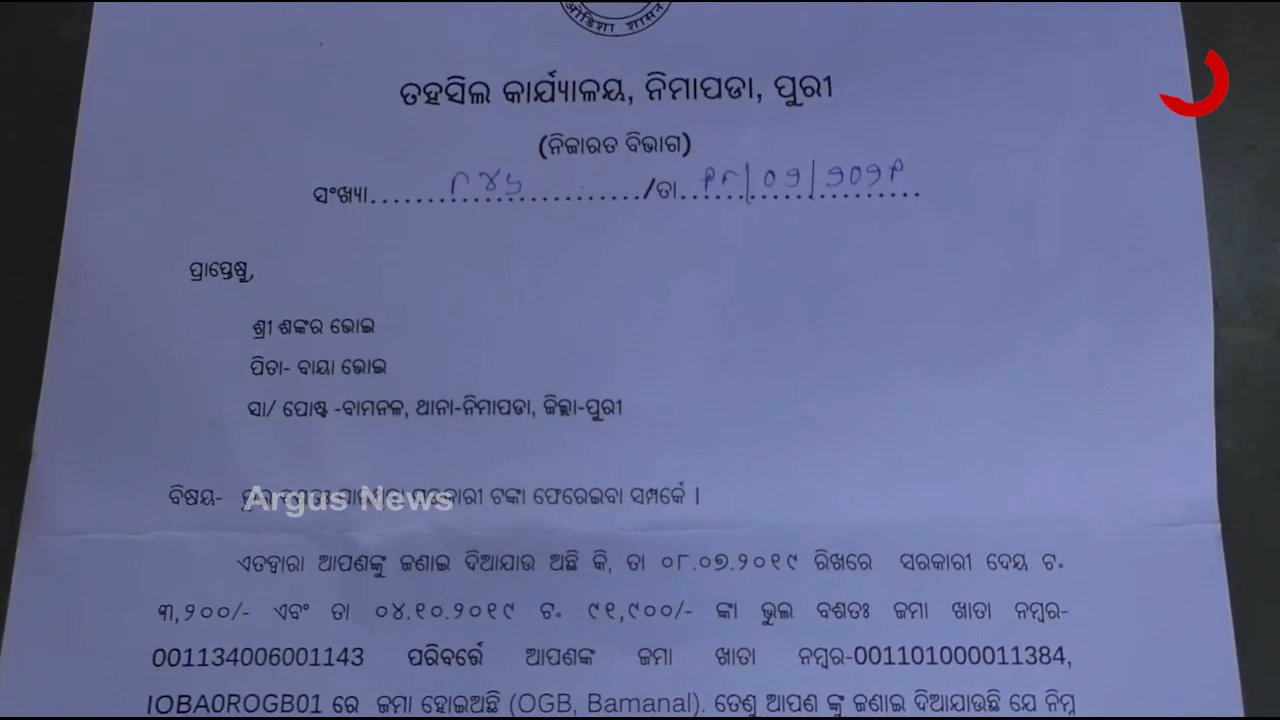 ଓଡ଼ିଶା ଶାସନ
ତହସିଲ କାର୍ଯ୍ୟାଳୟ, ନିମାପଡା, ପୁରୀ
(ନିଜାରତ ବିଭାଗ)
ସଂଖ୍ୟା......................../ତା.....................
ପ୍ରାପ୍ତେଷୁ,
ଶ୍ରୀ ଶଙ୍କର ଭୋଇ
ପିତା- ବାୟା ଭୋଇ
ସା/ ପୋଷ୍ଟ -ବାମନଳ, ଥାନା-ନିମାପଡା, ଜିଲ୍ଲା-ପୁରୀ
ବିଷୟ- ଟଙ୍କା ଫେରେଇବା ସମ୍ପର୍କେ |
Argus News
ଏତଦ୍ୱାରା ଆପଣଙ୍କୁ ଜଣାଇ ଦିଆଯାଉ ଅଛି କି, ତା ୦୮.୦୭.୨୦୧୯ ରିଖରେ ସରକାରୀ ଦେୟ ଟ.
୩,୨୦୦/- ଏବଂ ତା ୦୪.୧୦.୨୦୧୯ ଟ. ୯୧,୯୦୦/- ଙ୍କା ଭୁଲ ବଶତଃ ଜମା ଖାତା ନମ୍ବର-
001134006001143 ପରିବର୍ତ୍ତେ ଆପଣଙ୍କ ଜମା ଖାତା ନମ୍ବର-001101000011384,
IOBA0ROGB01 ରେ ଜମା ହୋଇଅଛି (OGB, Bamanal). ତେଣୁ ଆପଣ ଙ୍କୁ ଜଣାଇ ଦିଆଯାଉଛି ଯେ ନିମ୍ନ